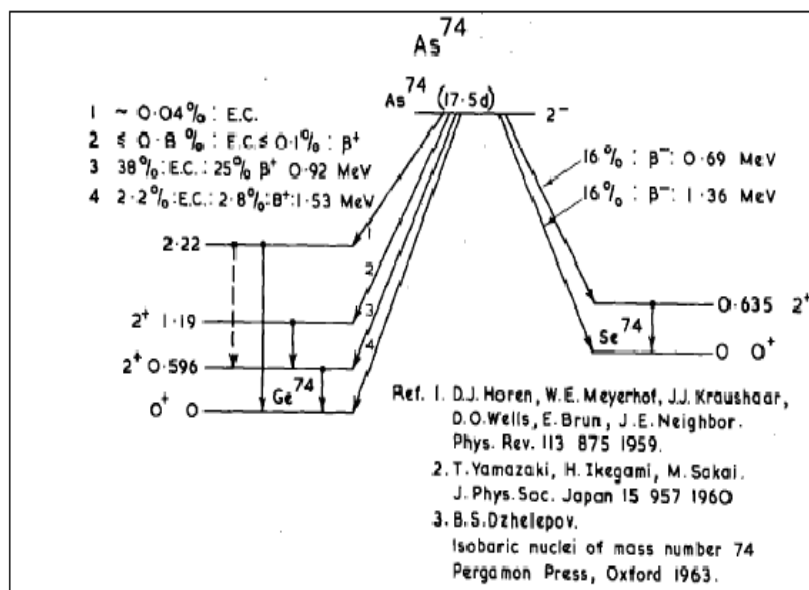 As⁷⁴
As⁷⁴ (17·5d)
2⁻
1 ~ 0·04% : E.C.
2 ≤ 0·8 % : E.C.≤ 0·1% : β⁺
3 38% : E.C. : 25% β⁺ 0·92 MeV
4 2·2% : E.C. : 2·8% : B⁺ : 1·53 MeV
16% : β⁻ : 0·69 MeV
16% : β⁻ : 1·36 MeV
1
2·22
2
2⁺ 1·19
3
4
2⁺ 0·596
Ge⁷⁴
0⁺ 0
0·635 2⁺
Se⁷⁴
0 0⁺
Ref. 1. D.J. Horen, W.E. Meyerhof, J.J. Kraushaar,
D.O. Wells, E. Brun, J.E. Neighbor.
Phys. Rev. 113 875 1959.
2. T. Yamazaki, H. Ikegami, M. Sakai.
J. Phys. Soc. Japan 15 957 1960
3. B.S. Dzhelepov.
Isobaric nuclei of mass number 74
Pergamon Press, Oxford 1963.